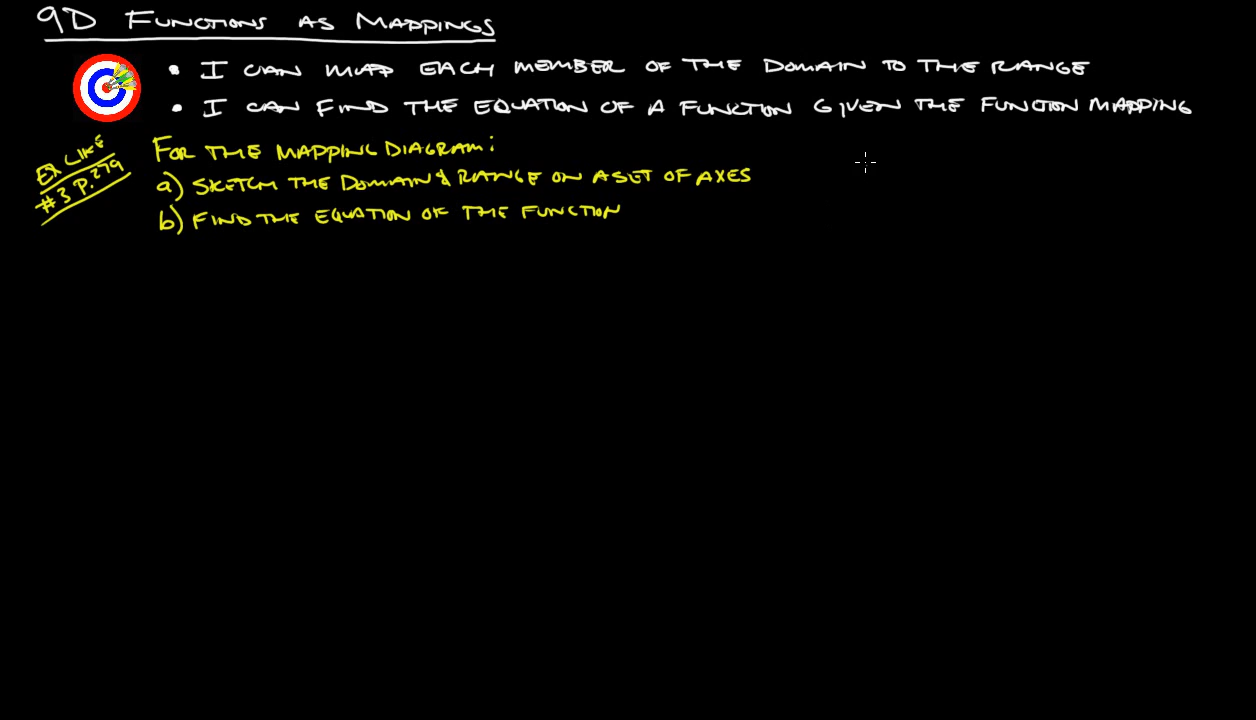 9D FUNCTIONS AS MAPPINGS
• I CAN MAP EACH MEMBER OF THE DOMAIN TO THE RANGE
• I CAN FIND THE EQUATION OF A FUNCTION GIVEN THE FUNCTION MAPPING
EX LIKE
#3 P.279
FOR THE MAPPING DIAGRAM:
a) SKETCH THE DOMAIN & RANGE ON A SET OF AXES
b) FIND THE EQUATION OF THE FUNCTION